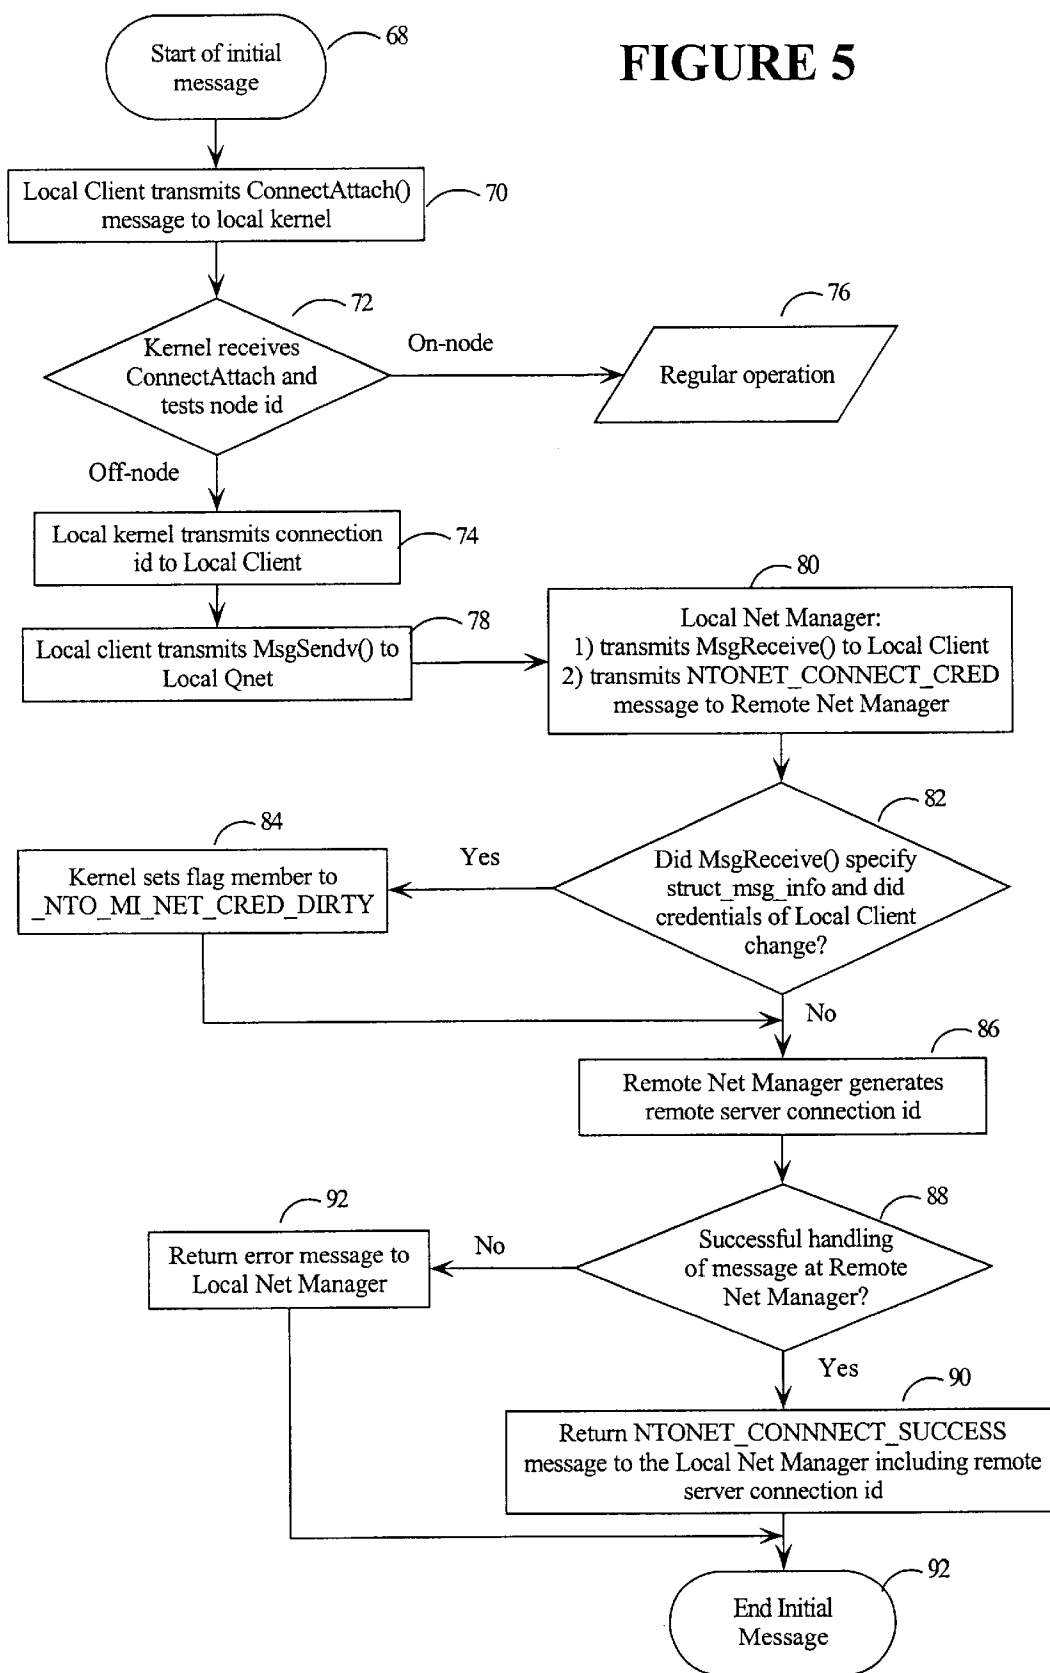 FIGURE 5
Start of initial
message
68
Local Client transmits ConnectAttach()
message to local kernel
70
72
Kernel receives
ConnectAttach and
tests node id
On-node
76
Regular operation
Off-node
Local kernel transmits connection
id to Local Client
74
Local client transmits MsgSendv() to
Local Qnet
78
80
Local Net Manager:
1) transmits MsgReceive() to Local Client
2) transmits NTONET_CONNECT_CRED
message to Remote Net Manager
82
Did MsgReceive() specify
struct_msg_info and did
credentials of Local Client
change?
Yes
84
Kernel sets flag member to
_NTO_MI_NET_CRED_DIRTY
No
86
Remote Net Manager generates
remote server connection id
88
Successful handling
of message at Remote
Net Manager?
No
92
Return error message to
Local Net Manager
Yes
90
Return NTONET_CONNNECT_SUCCESS
message to the Local Net Manager including remote
server connection id
92
End Initial
Message